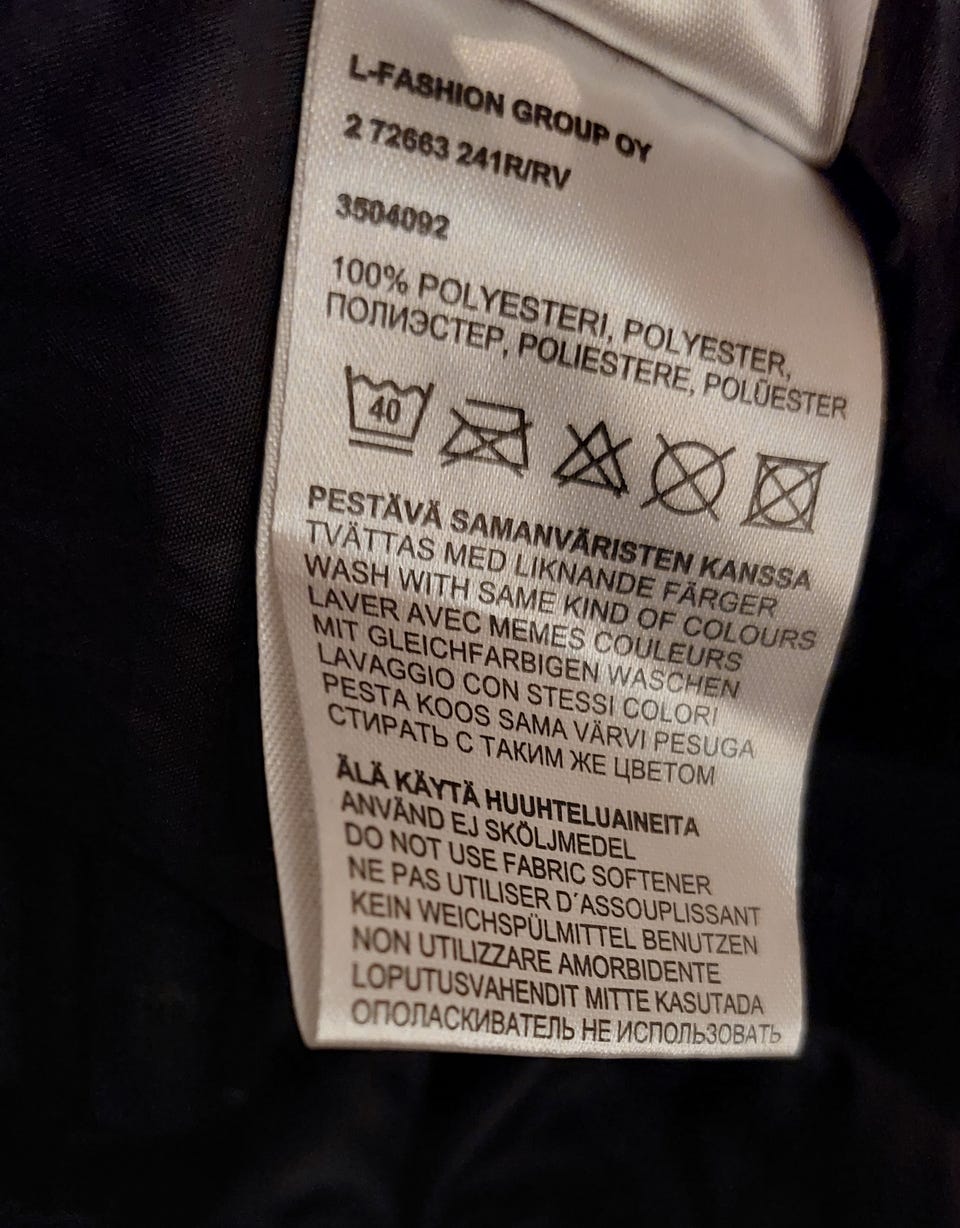 L-FASHION GROUP OY
2 72663 241R/RV
3504092
100% POLYESTERI, POLYESTER,
ПОЛИЭСТЕР, POLIESTERE, POLÜESTER
40
PESTÄVÄ SAMANVÄRISTEN KANSSA
TVÄTTAS MED LIKNANDE FÄRGER
WASH WITH SAME KIND OF COLOURS
LAVER AVEC MEMES COULEURS
MIT GLEICHFARBIGEN WASCHEN
LAVAGGIO CON STESSI COLORI
PESTA KOOS SAMA VÄRVI PESUGA
СТИРАТЬ С ТАКИМ ЖЕ ЦВЕТОМ
ÄLÄ KÄYTÄ HUUHTELUAINEITA
ANVÄND EJ SKÖLJMEDEL
DO NOT USE FABRIC SOFTENER
NE PAS UTILISER D´ASSOUPLISSANT
KEIN WEICHSPÜLMITTEL BENUTZEN
NON UTILIZZARE AMORBIDENTE
LOPUTUSVAHENDIT MITTE KASUTADA
ОПОЛАСКИВАТЕЛЬ НЕ ИСПОЛЬЗОВАТЬ